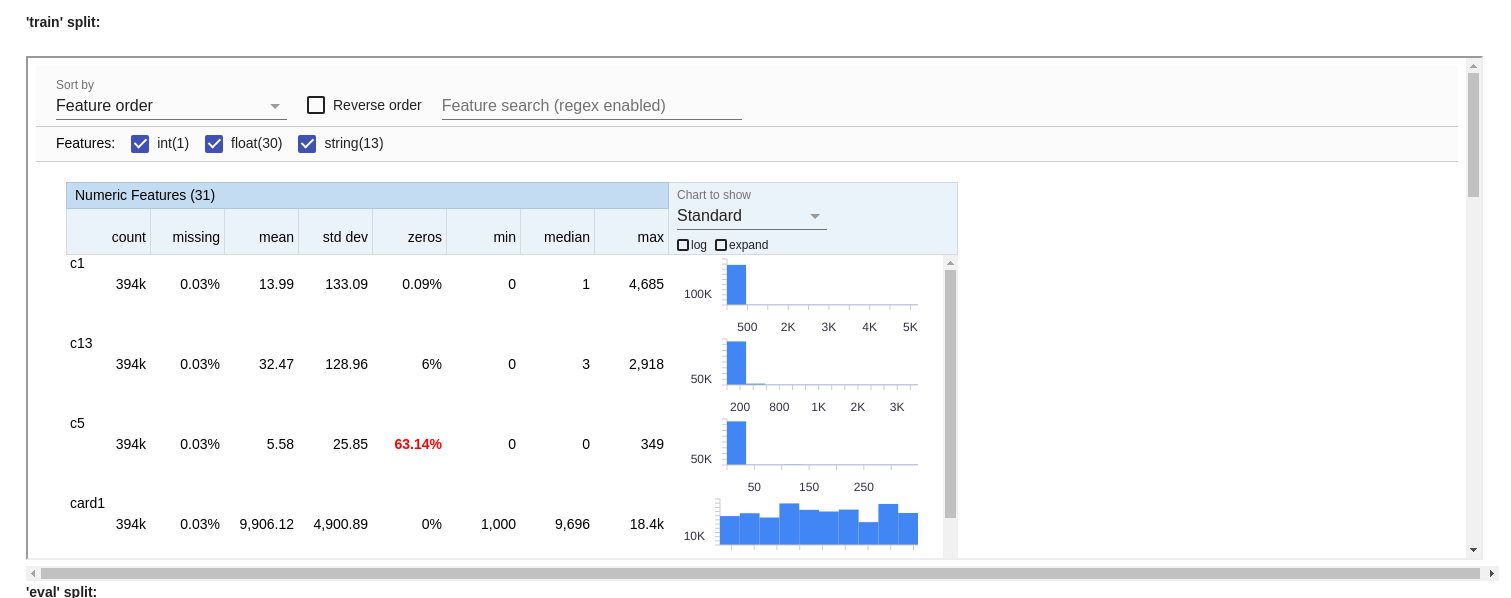 'train' split:
Sort by
Feature order
Reverse order
Feature search (regex enabled)
Features: int(1) float(30) string(13)
Numeric Features (31)
Chart to show
Standard
log expand
count missing mean std dev zeros min median max
c1
394k 0.03% 13.99 133.09 0.09% 0 1 4,685
100K
500 2K 3K 4K 5K
c13
394k 0.03% 32.47 128.96 6% 0 3 2,918
50K
200 800 1K 2K 3K
c5
394k 0.03% 5.58 25.85 63.14% 0 0 349
50K
50 150 250
card1
394k 0.03% 9,906.12 4,900.89 0% 1,000 9,696 18.4k
10K
'eval' split: